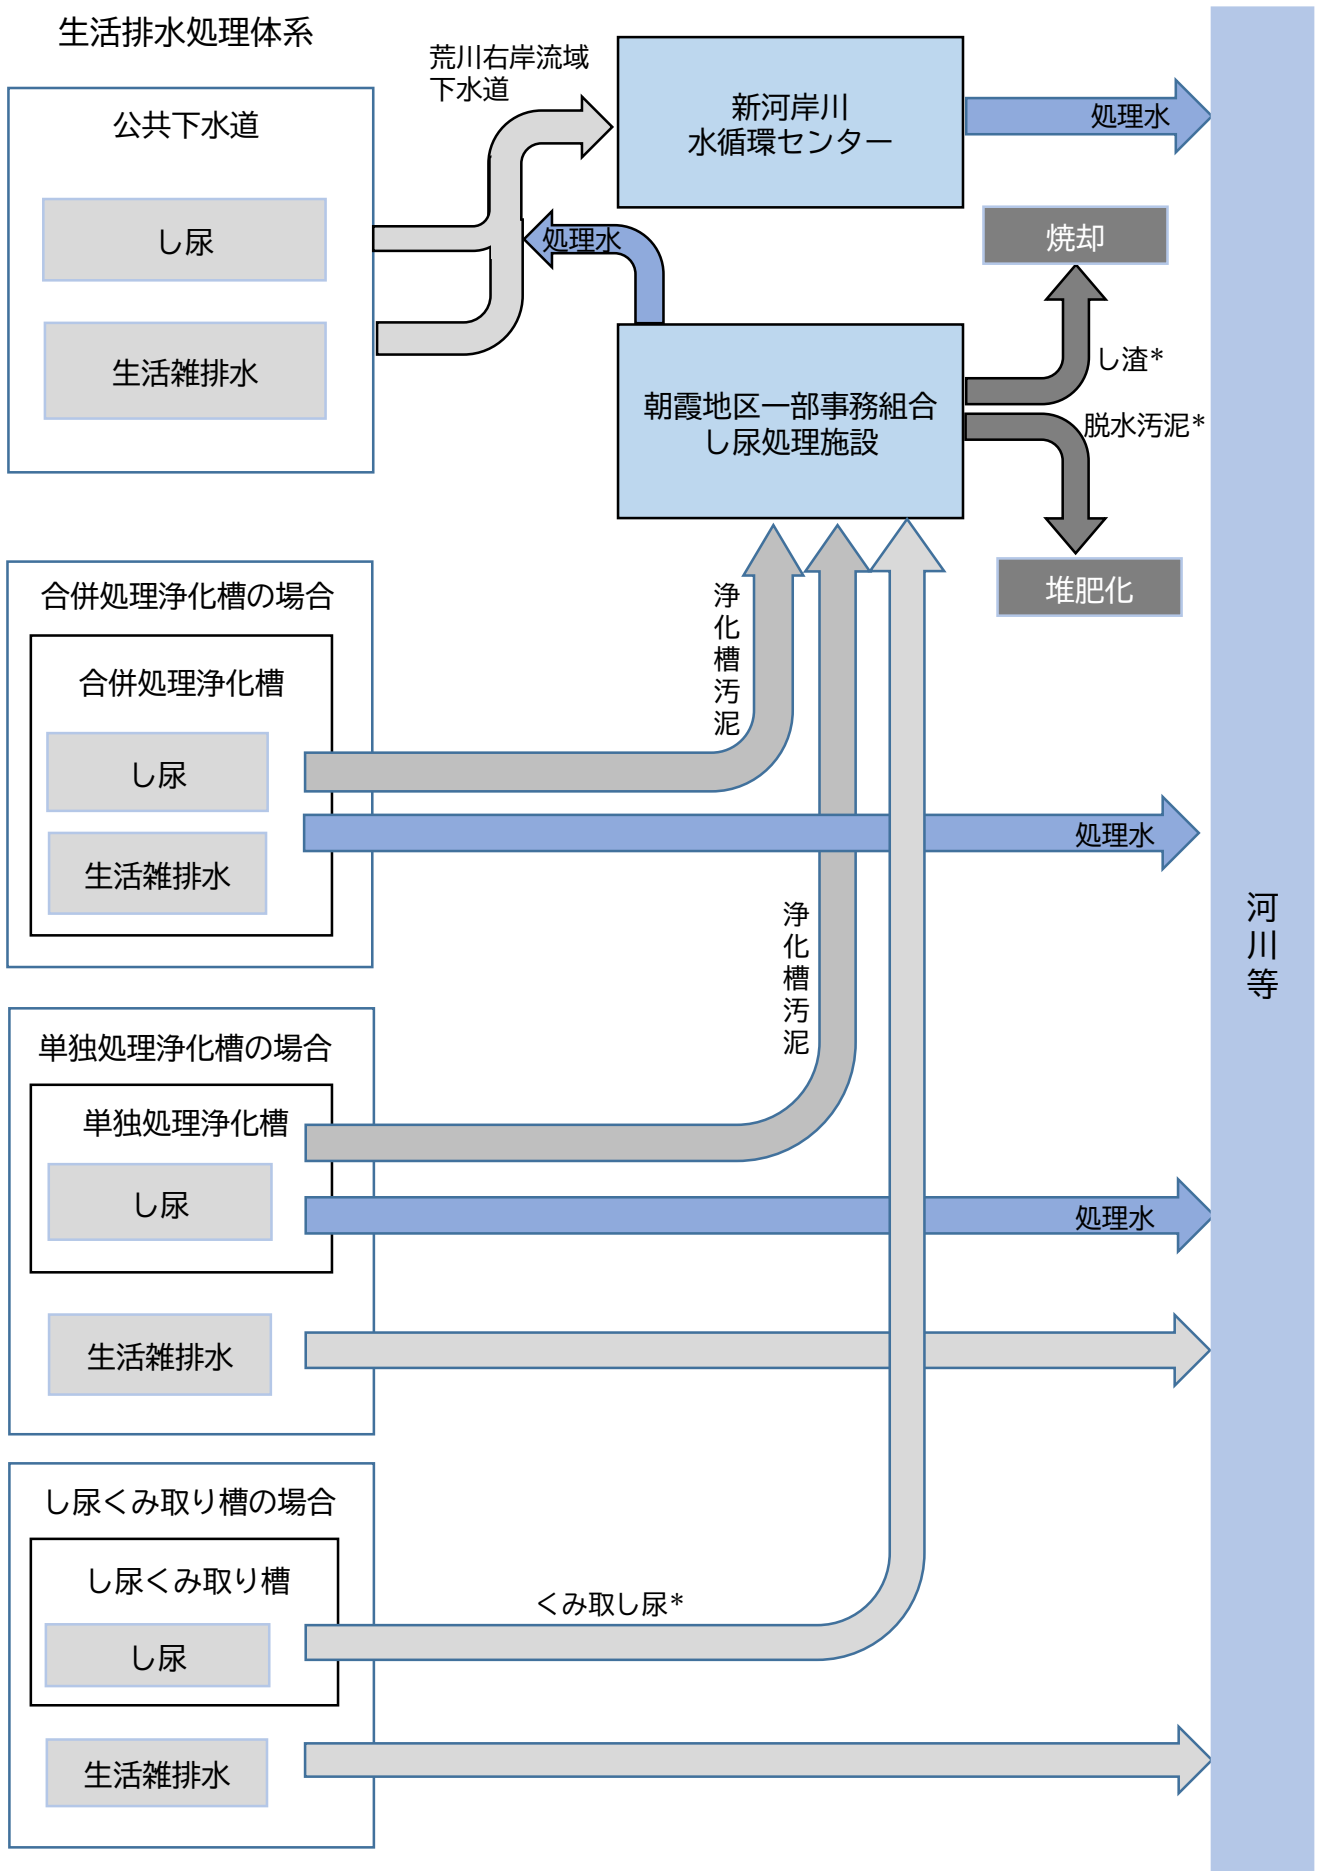 生活排水処理体系
公共下水道
し尿
生活雑排水
荒川右岸流域
下水道
新河岸川
水循環センター
処理水
処理水
焼却
朝霞地区一部事務組合
し尿処理施設
し渣*
脱水汚泥*
堆肥化
合併処理浄化槽の場合
合併処理浄化槽
し尿
生活雑排水
浄化槽汚泥
処理水
河川等
単独処理浄化槽の場合
単独処理浄化槽
し尿
生活雑排水
浄化槽汚泥
処理水
し尿くみ取り槽の場合
し尿くみ取り槽
し尿
生活雑排水
くみ取し尿*